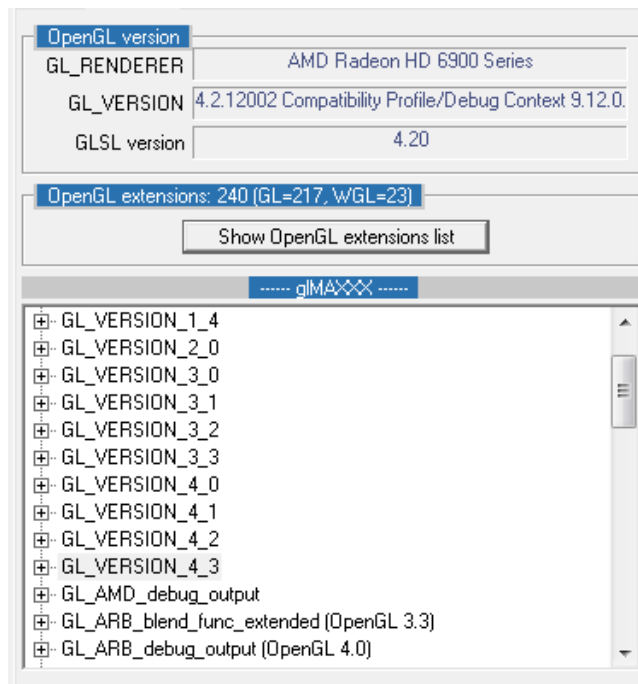 OpenGL version
GL_RENDERER AMD Radeon HD 6900 Series
GL_VERSION 4.2.12002 Compatibility Profile/Debug Context 9.12.0.
GLSL version 4.20
OpenGL extensions: 240 (GL=217, WGL=23)
Show OpenGL extensions list
------ glMAXXX ------
GL_VERSION_1_4
GL_VERSION_2_0
GL_VERSION_3_0
GL_VERSION_3_1
GL_VERSION_3_2
GL_VERSION_3_3
GL_VERSION_4_0
GL_VERSION_4_1
GL_VERSION_4_2
GL_VERSION_4_3
GL_AMD_debug_output
GL_ARB_blend_func_extended (OpenGL 3.3)
GL_ARB_debug_output (OpenGL 4.0)